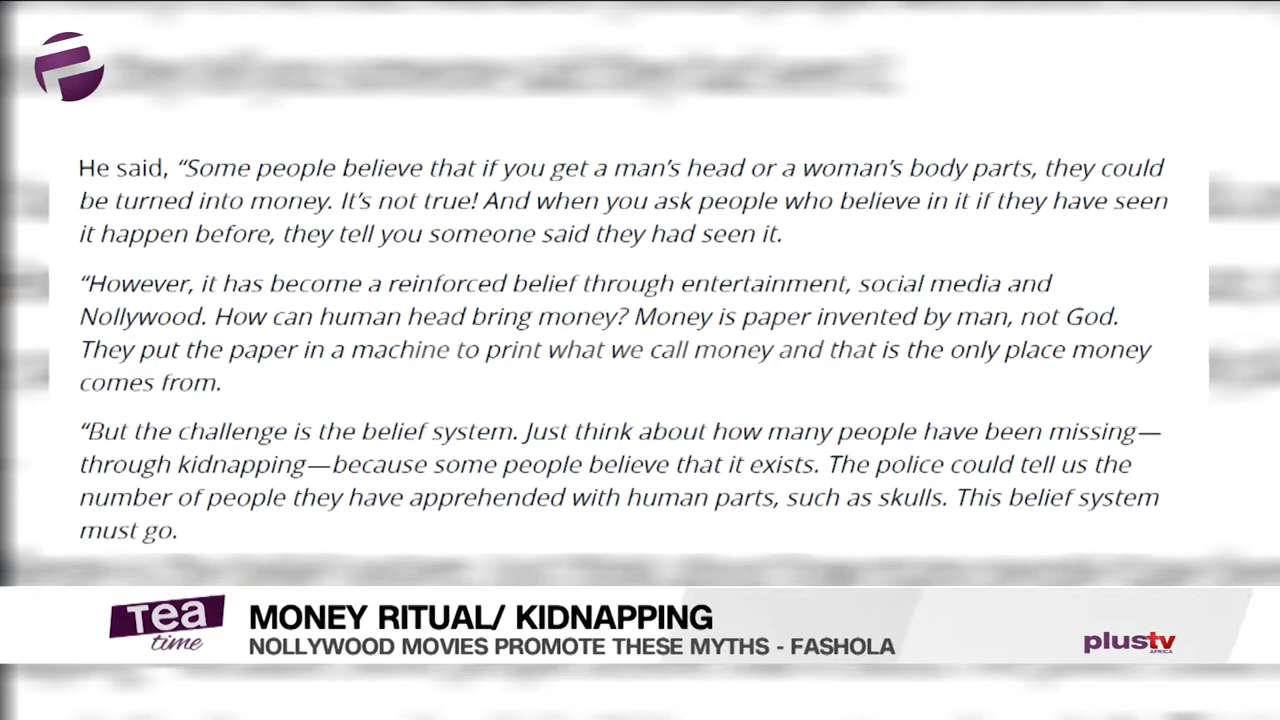 He said, “Some people believe that if you get a man’s head or a woman’s body parts, they could
be turned into money. It’s not true! And when you ask people who believe in it if they have seen
it happen before, they tell you someone said they had seen it.
“However, it has become a reinforced belief through entertainment, social media and
Nollywood. How can human head bring money? Money is paper invented by man, not God.
They put the paper in a machine to print what we call money and that is the only place money
comes from.
“But the challenge is the belief system. Just think about how many people have been missing—
through kidnapping—because some people believe that it exists. The police could tell us the
number of people they have apprehended with human parts, such as skulls. This belief system
must go.
Tea
time
MONEY RITUAL/ KIDNAPPING
NOLLYWOOD MOVIES PROMOTE THESE MYTHS - FASHOLA
plustv
AFRICA